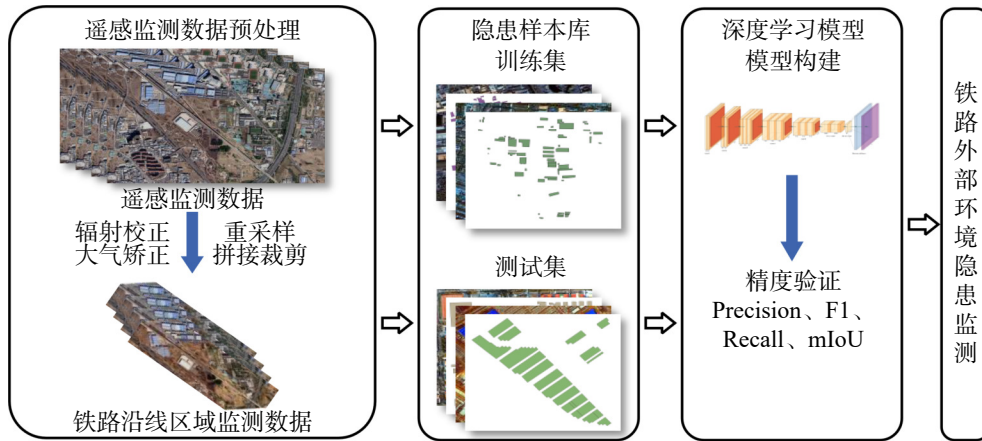 遥感监测数据预处理
遥感监测数据
辐射校正
大气矫正
重采样
拼接裁剪
铁路沿线区域监测数据
隐患样本库
训练集
测试集
深度学习模型
模型构建
精度验证
Precision、F1、
Recall、mIoU
铁路外部环境隐患监测